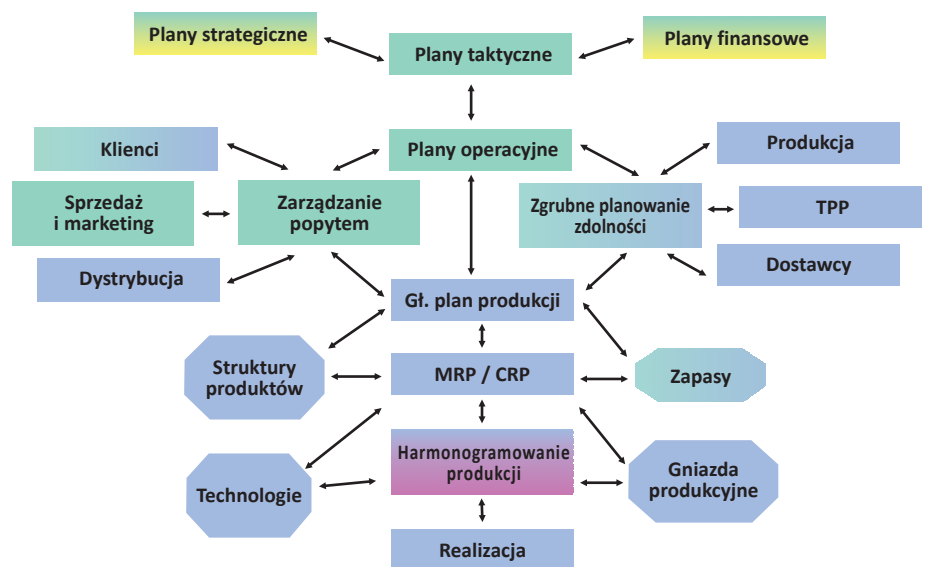 Plany strategiczne
Plany taktyczne
Plany finansowe
Klienci
Plany operacyjne
Produkcja
Sprzedaż
i marketing
Zarządzanie
popytem
Zgrubne planowanie
zdolności
TPP
Dystrybucja
Dostawcy
Gł. plan produkcji
Struktury
produktów
MRP / CRP
Zapasy
Harmonogramowanie
produkcji
Technologie
Gniazda
produkcyjne
Realizacja